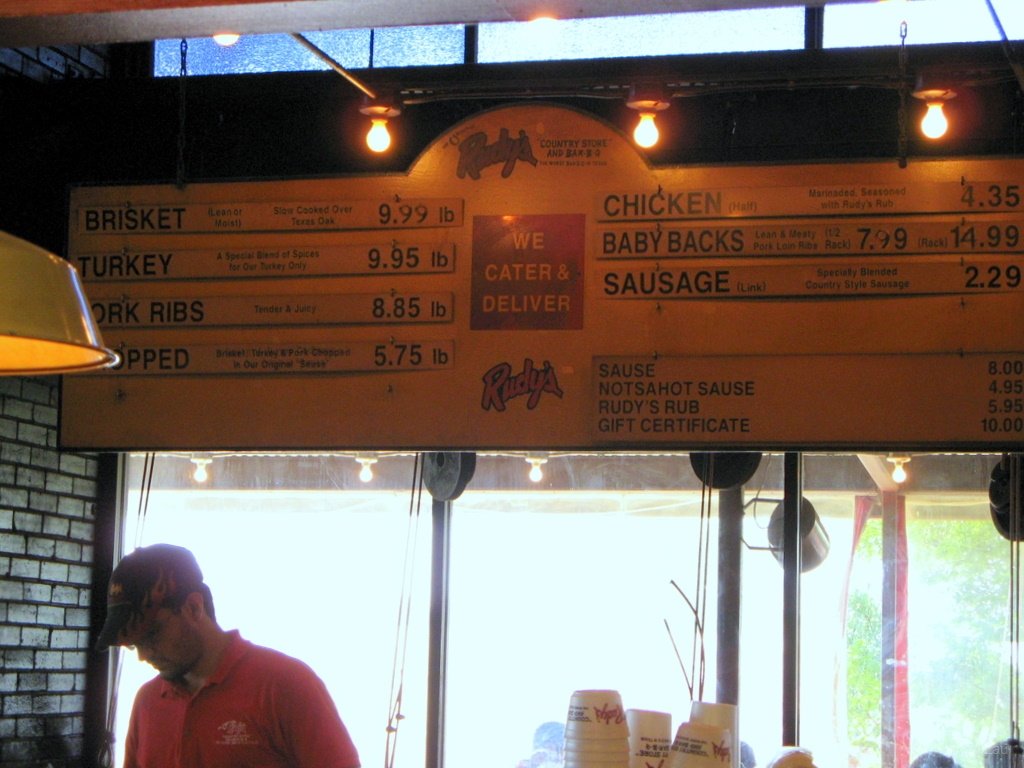 Rudy's
"COUNTRY STORE"
AND BAR-B-Q
BRISKET (Lean or Moist) Slow Cooked Over Texas Oak 9.99 lb
TURKEY A Special Blend of Spices for Our Turkey Only 9.95 lb
ORK RIBS Tender & Juicy 8.85 lb
OPPED Brisket, Turkey & Pork Chopped in Our Original "Sause" 5.75 lb
WE
CATER &
DELIVER
Rudy's
CHICKEN (Half) Marinaded, Seasoned with Rudy's Rub 4.35
BABY BACKS Lean & Meaty Pork Loin Ribs (1/2 Rack) 7.99 (Rack) 14.99
SAUSAGE (Link) Specially Blended Country Style Sausage 2.29
SAUSE 8.00
NOTSAHOT SAUSE 4.95
RUDY'S RUB 5.95
GIFT CERTIFICATE 10.00
Rudy's